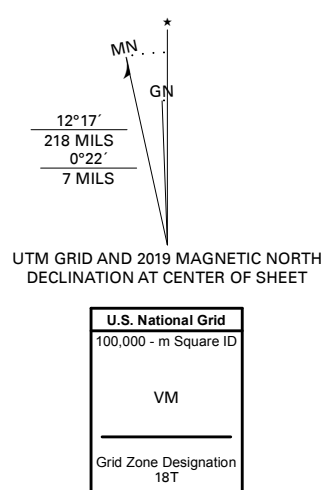 MN
GN
12°17´
218 MILS
0°22´
7 MILS
UTM GRID AND 2019 MAGNETIC NORTH
DECLINATION AT CENTER OF SHEET
U.S. National Grid
100,000 - m Square ID
VM
Grid Zone Designation
18T